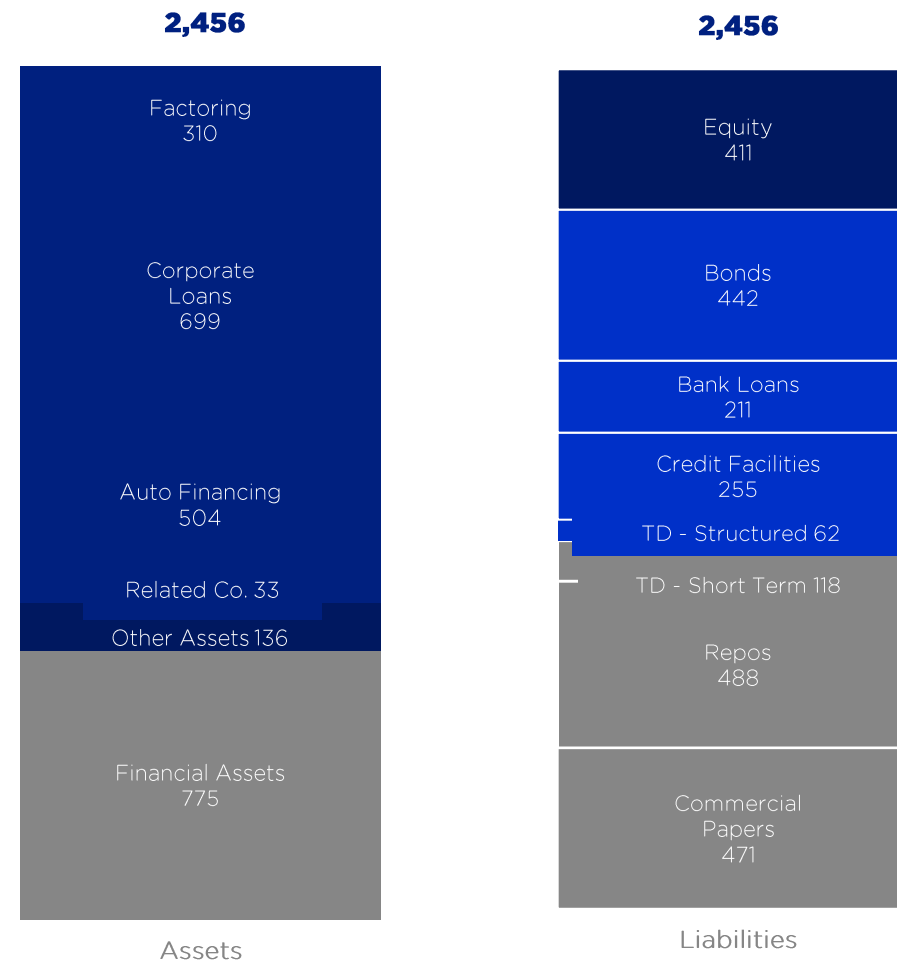 2,456
Factoring
310
Corporate
Loans
699
Auto Financing
504
Related Co. 33
Other Assets 136
Financial Assets
775
Assets
2,456
Equity
411
Bonds
442
Bank Loans
211
Credit Facilities
255
TD - Structured 62
TD - Short Term 118
Repos
488
Commercial
Papers
471
Liabilities